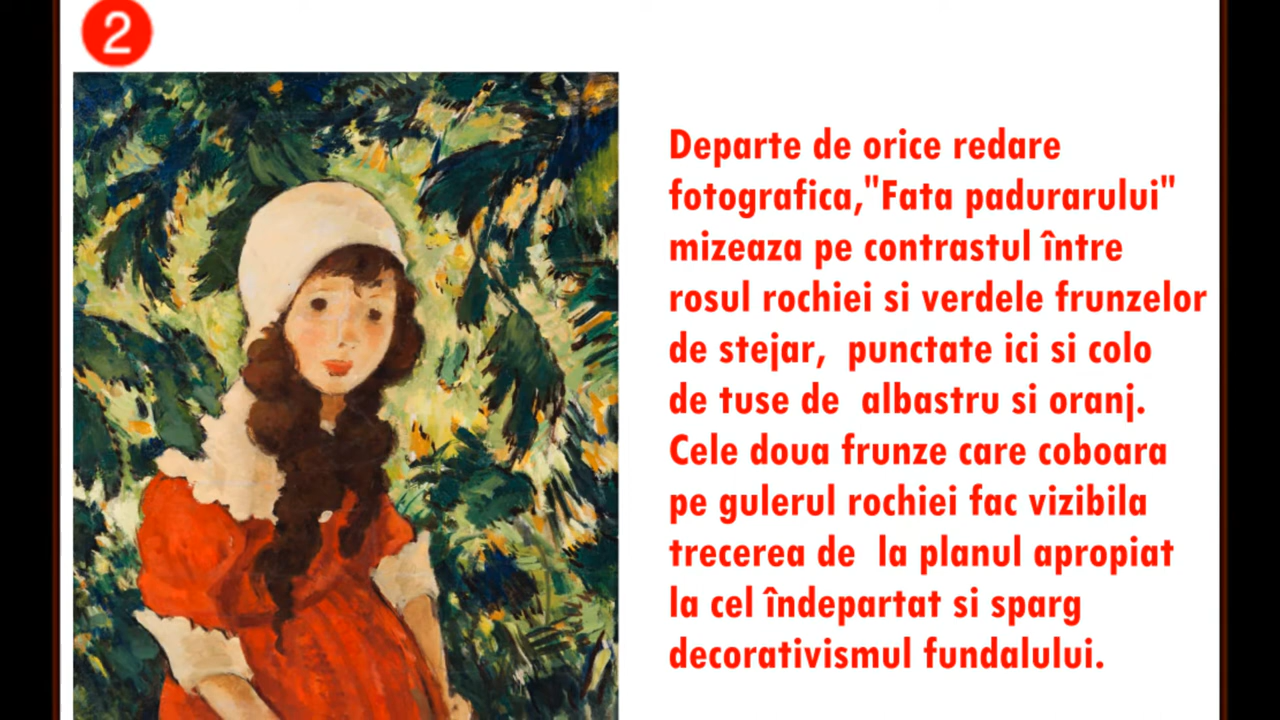 2
Departe de orice redare
fotografica,"Fata padurarului"
mizeaza pe contrastul între
rosul rochiei si verdele frunzelor
de stejar,  punctate ici si colo
de tuse de  albastru si oranj.
Cele doua frunze care coboara
pe gulerul rochiei fac vizibila
trecerea de  la planul apropiat
la cel îndepartat si sparg
decorativismul fundalului.